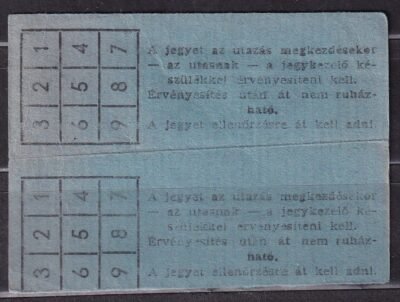 1 4 7
2 5 8
3 6 9
A jegyet az utazás megkezdésekor
— az utasnak — a jegykezelő ké-
szülékkel érvényesíteni kell.
Érvényesítés után át nem ruház-
ható.
A jegyet ellenőrzésre át kell adni.
1 4 7
2 5 8
3 6 9
A jegyet az utazás megkezdésekor
— az utasnak — a jegykezelő ké-
szülékkel érvényesíteni kell.
Érvényesítés után át nem ruház-
ható.
A jegyet ellenőrzésre át kell adni.